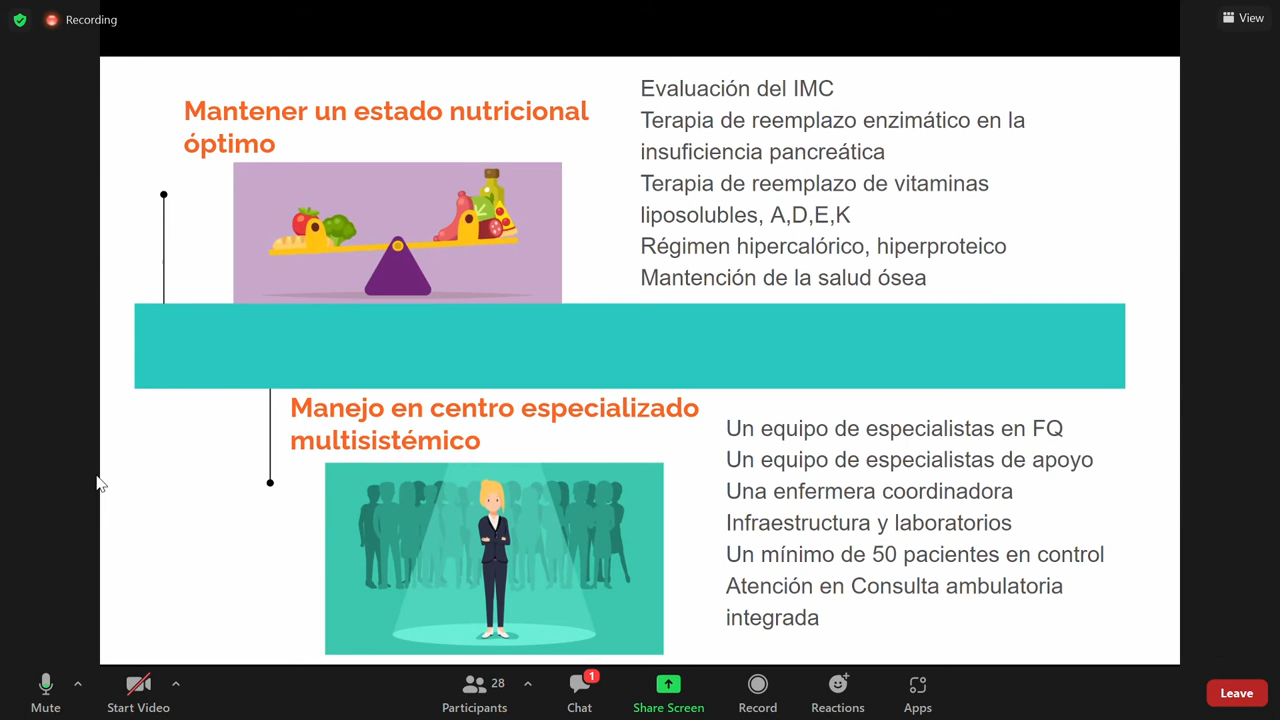 Recording
View
Mantener un estado nutricional
óptimo
Evaluación del IMC
Terapia de reemplazo enzimático en la
insuficiencia pancreática
Terapia de reemplazo de vitaminas
liposolubles, A,D,E,K
Régimen hipercalórico, hiperproteico
Mantención de la salud ósea
Manejo en centro especializado
multisistémico
Un equipo de especialistas en FQ
Un equipo de especialistas de apoyo
Una enfermera coordinadora
Infraestructura y laboratorios
Un mínimo de 50 pacientes en control
Atención en Consulta ambulatoria
integrada
Mute
Start Video
28
Participants
1
Chat
Share Screen
Record
Reactions
Apps
Leave